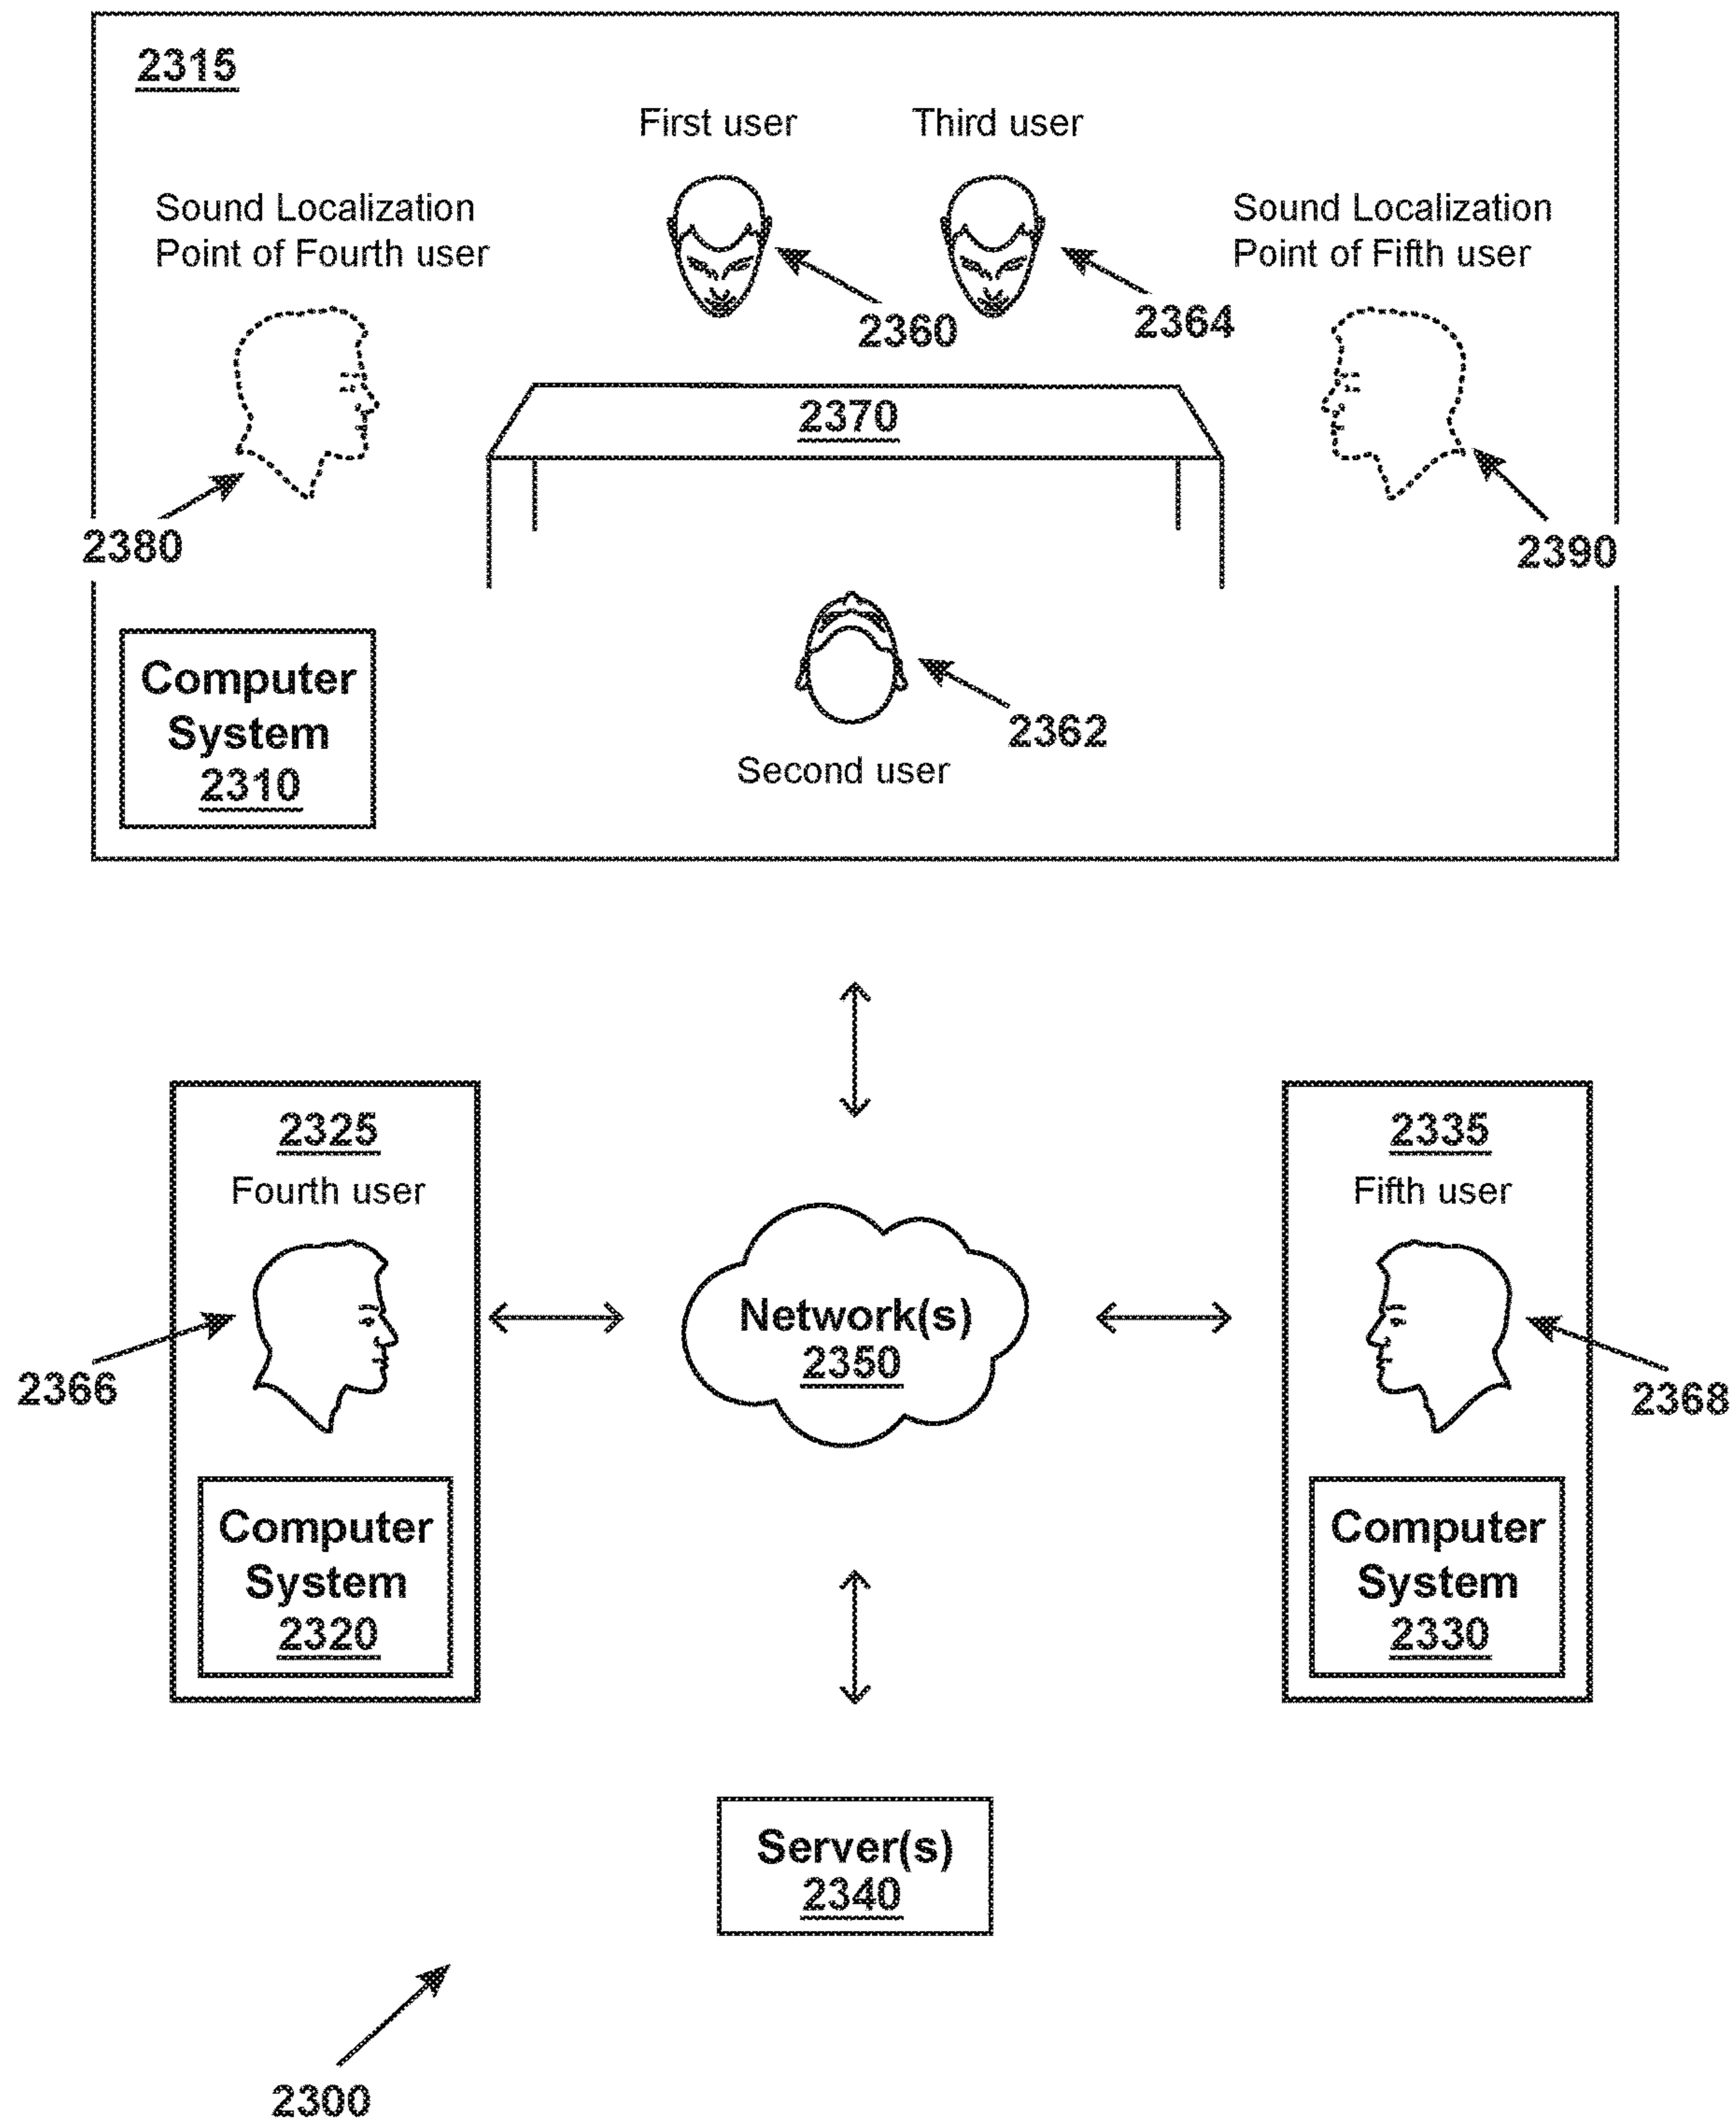 2315
First user
Third user
Sound Localization
Point of Fourth user
Sound Localization
Point of Fifth user
2360
2364
2370
2380
2390
Computer
System
2310
2362
Second user
2325
Fourth user
2335
Fifth user
Network(s)
2350
2366
2368
Computer
System
2320
Computer
System
2330
Server(s)
2340
2300